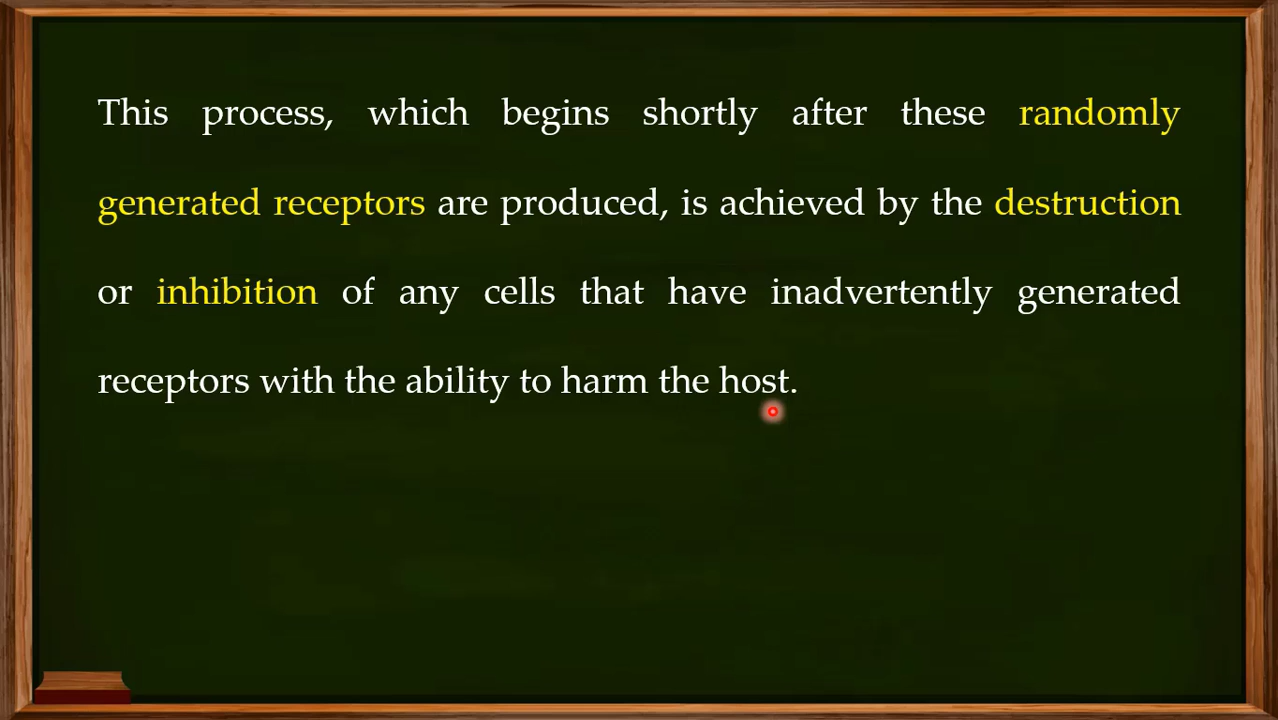 This process, which begins shortly after these randomly
generated receptors are produced, is achieved by the destruction
or inhibition of any cells that have inadvertently generated
receptors with the ability to harm the host.